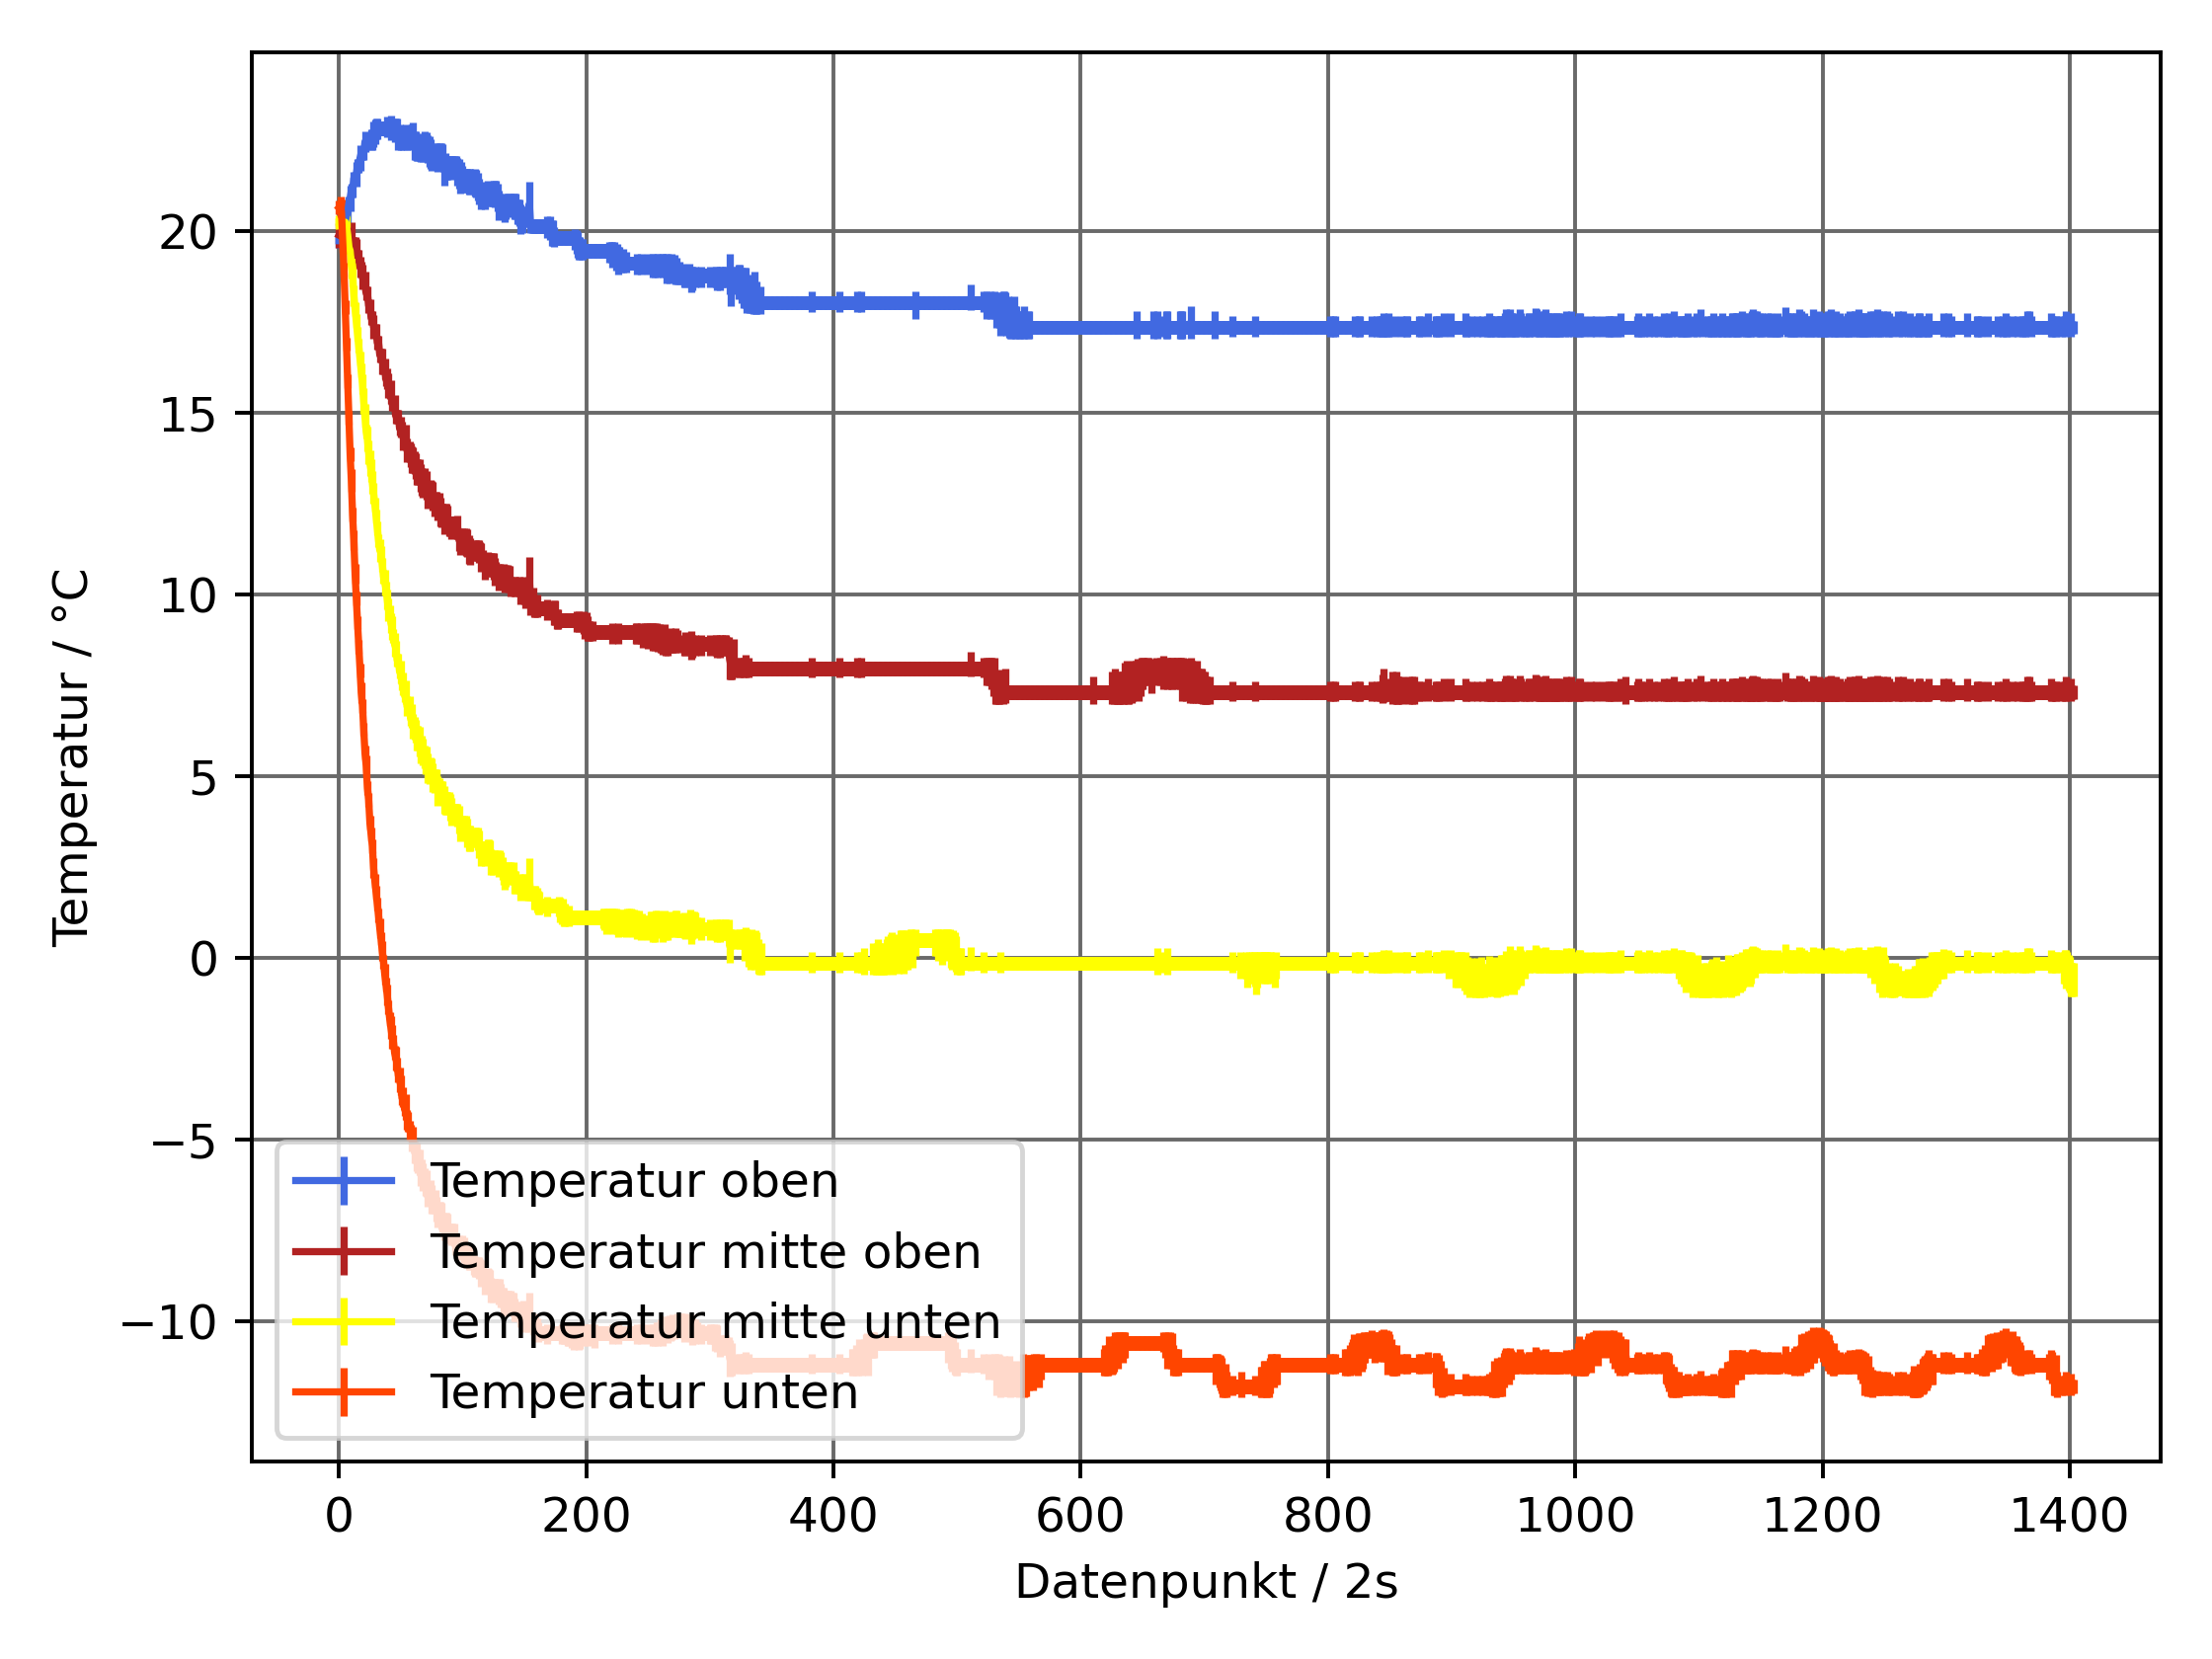 Temperatur / °C
20
15
10
5
0
−5
−10
Temperatur oben
Temperatur mitte oben
Temperatur mitte unten
Temperatur unten
0 200 400 600 800 1000 1200 1400
Datenpunkt / 2s